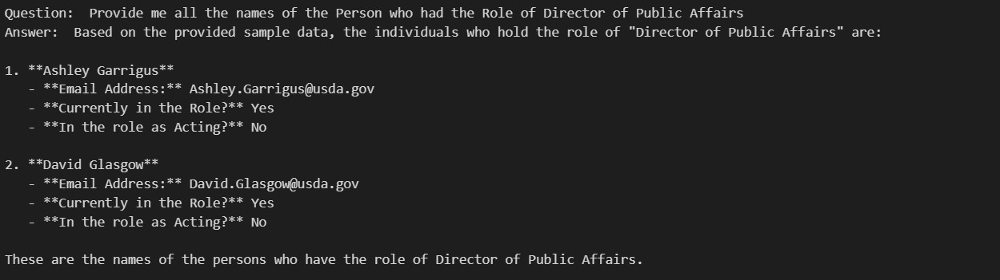 Question:  Provide me all the names of the Person who had the Role of Director of Public Affairs
Answer:  Based on the provided sample data, the individuals who hold the role of "Director of Public Affairs" are:
1. **Ashley Garrigus**
- **Email Address:** Ashley.Garrigus@usda.gov
- **Currently in the Role?** Yes
- **In the role as Acting?** No
2. **David Glasgow**
- **Email Address:** David.Glasgow@usda.gov
- **Currently in the Role?** Yes
- **In the role as Acting?** No
These are the names of the persons who have the role of Director of Public Affairs.